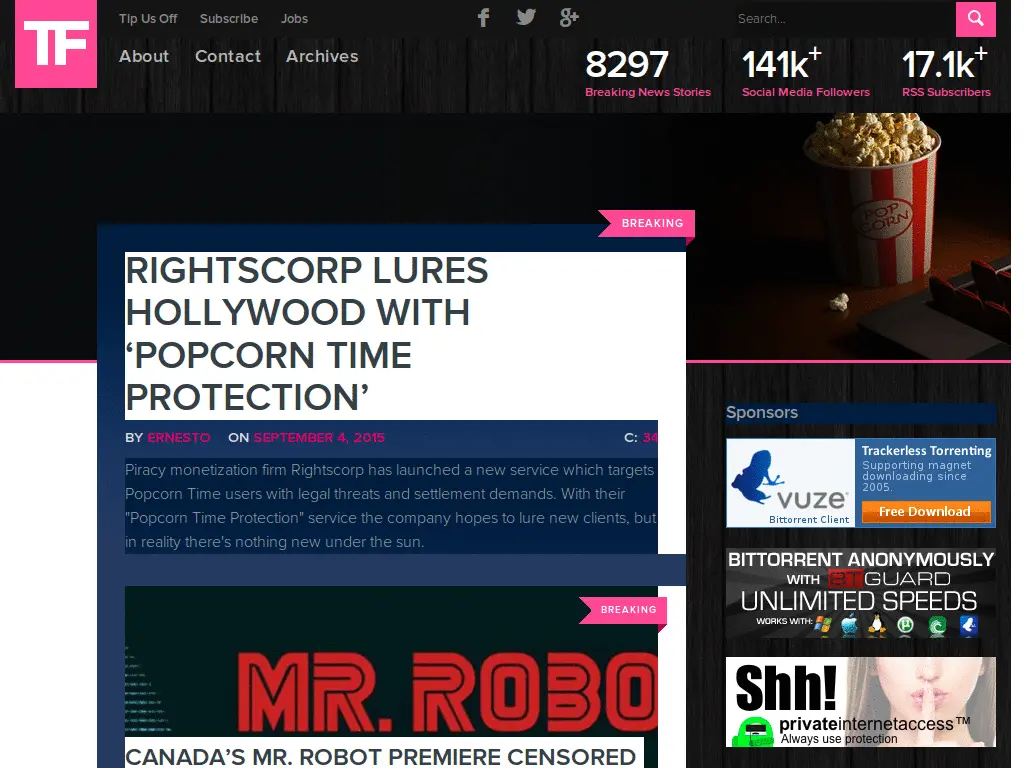 TF
Tip Us Off Subscribe Jobs
Search...
About Contact Archives
8297
Breaking News Stories
141k+
Social Media Followers
17.1k+
RSS Subscribers
POP
CORN
BREAKING
RIGHTSCORP LURES
HOLLYWOOD WITH
‘POPCORN TIME
PROTECTION’
BY ERNESTO ON SEPTEMBER 4, 2015 C: 34
Piracy monetization firm Rightscorp has launched a new service which targets
Popcorn Time users with legal threats and settlement demands. With their
"Popcorn Time Protection" service the company hopes to lure new clients, but
in reality there's nothing new under the sun.
BREAKING
MR. ROBO
CANADA’S MR. ROBOT PREMIERE CENSORED
Sponsors
vuze
Bittorrent Client
Trackerless Torrenting
Supporting magnet
downloading since
2005.
Free Download
BITTORRENT ANONYMOUSLY
WITH BTGUARD
UNLIMITED SPEEDS
WORKS WITH:
Shh!
privateinternetaccess™
Always use protection